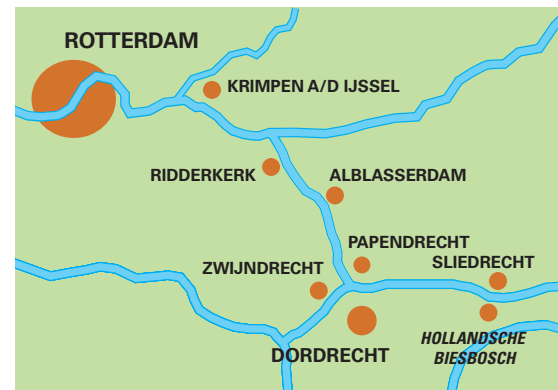 ROTTERDAM
KRIMPEN A/D IJSSEL
RIDDERKERK
ALBLASSERDAM
PAPENDRECHT
SLIEDRECHT
ZWIJNDRECHT
HOLLANDSCHE
BIESBOSCH
DORDRECHT